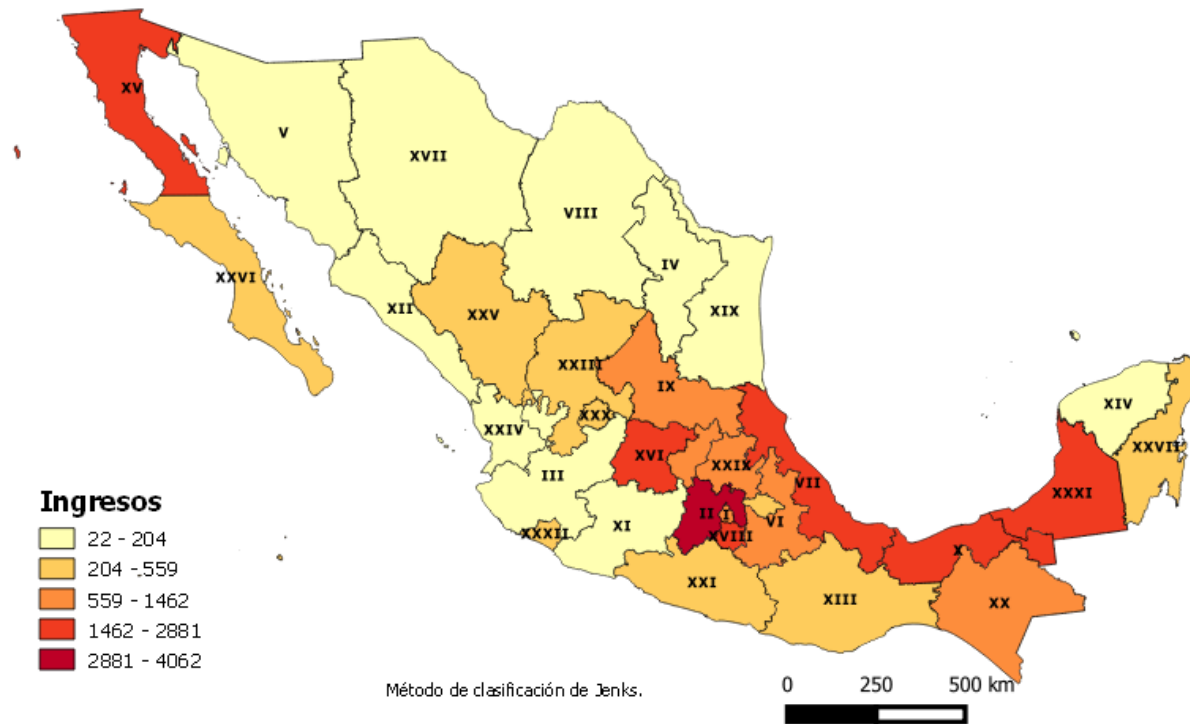 XV
V
XVII
VIII
IV
XXVI
XII
XXV
XIX
XXIII
IX
XXX
XXIV
XVI
XXIX
III
VII
XIV
XXVII
XXXI
II
I
VI
XI
XXXII
XVIII
X
XXI
XIII
XX
Ingresos
22 - 204
204 - 559
559 - 1462
1462 - 2881
2881 - 4062
Método de clasificación de Jenks.
0 250 500 km